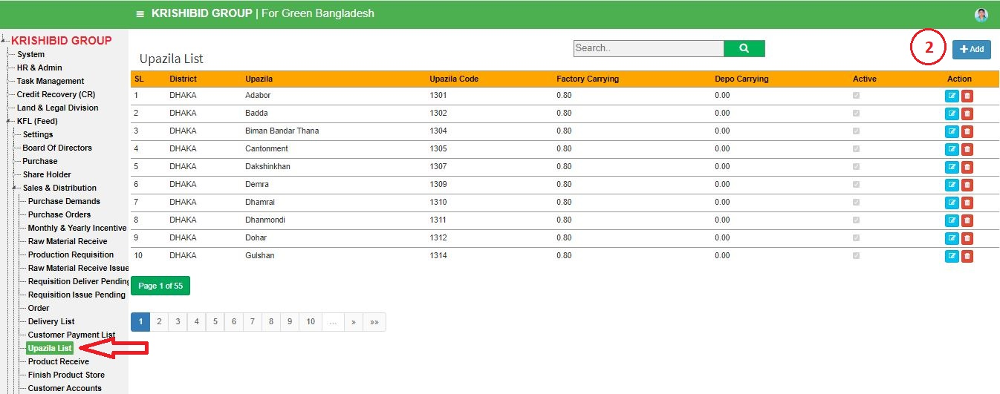 KRISHIBID GROUP | For Green Bangladesh
KRISHIBID GROUP
System
HR & Admin
Task Management
Credit Recovery (CR)
Land & Legal Division
KFL (Feed)
Settings
Board Of Directors
Purchase
Share Holder
Sales & Distribution
Purchase Demands
Purchase Orders
Monthly & Yearly Incentive
Raw Material Receive
Production Requisition
Raw Material Receive Issue
Requisition Deliver Pending
Requisition Issue Pending
Order
Delivery List
Customer Payment List
Upazila List
Product Receive
Finish Product Store
Customer Accounts
Upazila List
Search..
2
Add
SL District Upazila Upazila Code Factory Carrying Depo Carrying Active Action
1 DHAKA Adabor 1301 0.80 0.00
2 DHAKA Badda 1302 0.80 0.00
3 DHAKA Biman Bandar Thana 1304 0.80 0.00
4 DHAKA Cantonment 1305 0.80 0.00
5 DHAKA Dakshinkhan 1307 0.80 0.00
6 DHAKA Demra 1309 0.80 0.00
7 DHAKA Dhamrai 1310 0.80 0.00
8 DHAKA Dhanmondi 1311 0.80 0.00
9 DHAKA Dohar 1312 0.80 0.00
10 DHAKA Gulshan 1314 0.80 0.00
Page 1 of 55
1 2 3 4 5 6 7 8 9 10 ... » »»